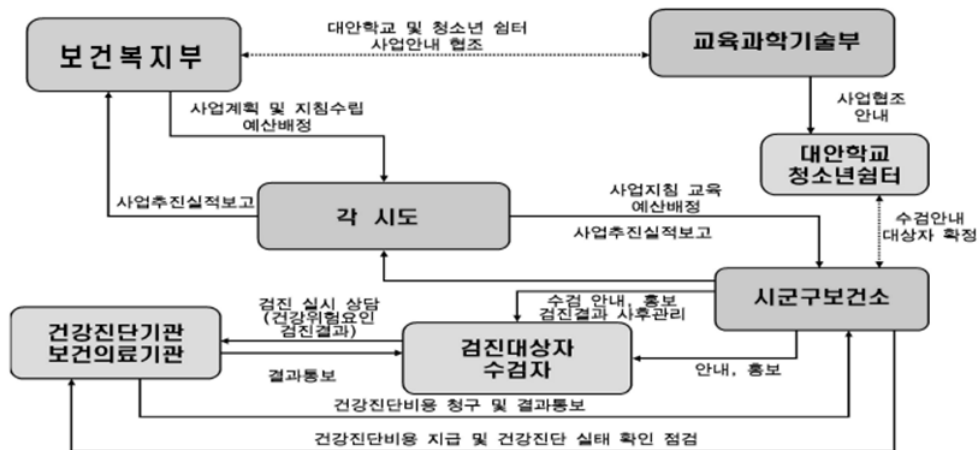 대안학교 및 청소년 쉼터
사업안내 협조
보건복지부
교육과학기술부
사업계획 및 지침수립
예산배정
사업협조
안내
대안학교
청소년쉼터
사업추진실적보고
각 시도
사업지침 교육
예산배정
사업추진실적보고
수검안내
대상자 확정
시군구보건소
검진 실시 상담
(건강위험요인
검진결과)
수검 안내, 홍보
검진결과 사후관리
건강진단기관
보건의료기관
검진대상자
수검자
결과통보
안내, 홍보
건강진단비용 청구 및 결과통보
건강진단비용 지급 및 건강진단 실태 확인 점검